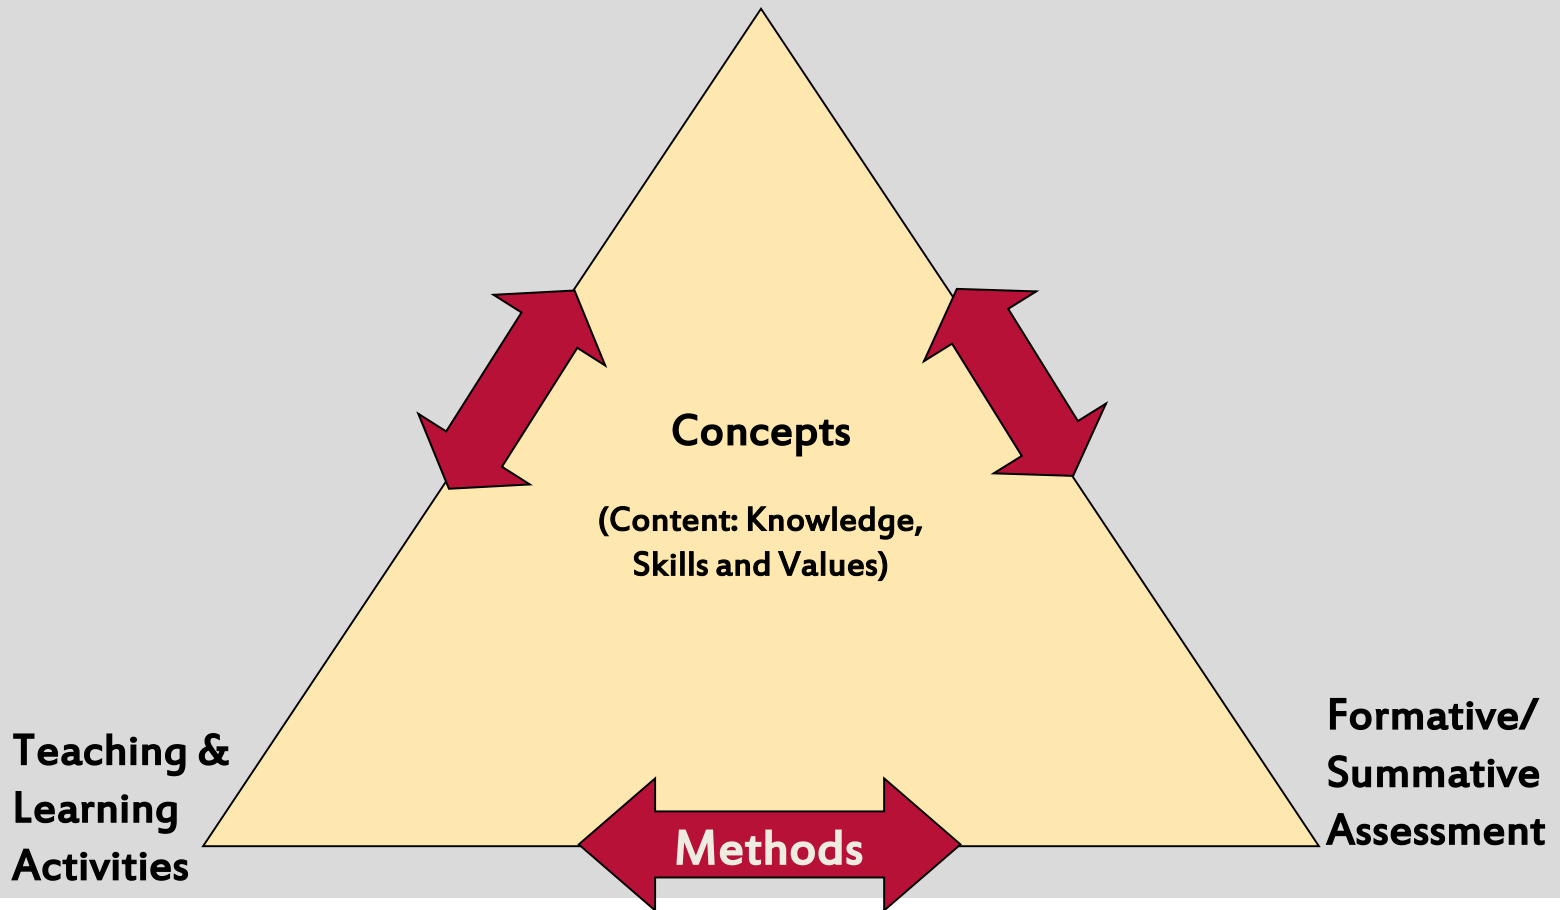 Concepts
(Content: Knowledge,
Skills and Values)
Teaching &
Learning
Activities
Methods
Formative/
Summative
Assessment